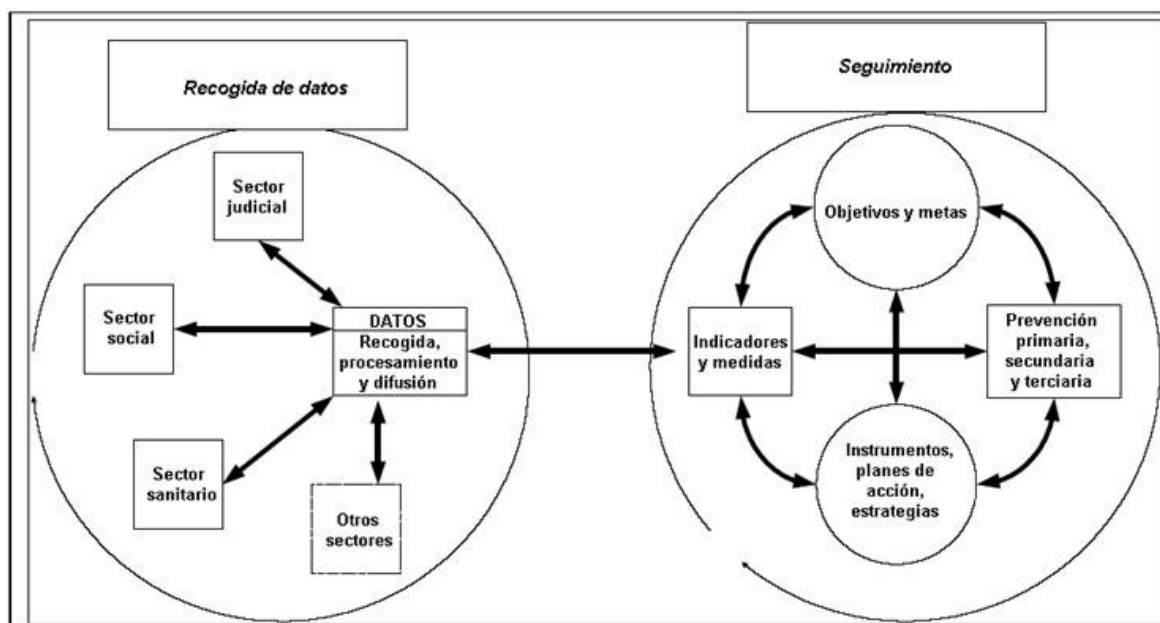 Recogida de datos
Sector
judicial
Sector
social
DATOS
Recogida,
procesamiento
y difusión
Sector
sanitario
Otros
sectores
Seguimiento
Objetivos y metas
Indicadores
y medidas
Prevención
primaria,
secundaria
y terciaria
Instrumentos,
planes de
acción,
estrategias